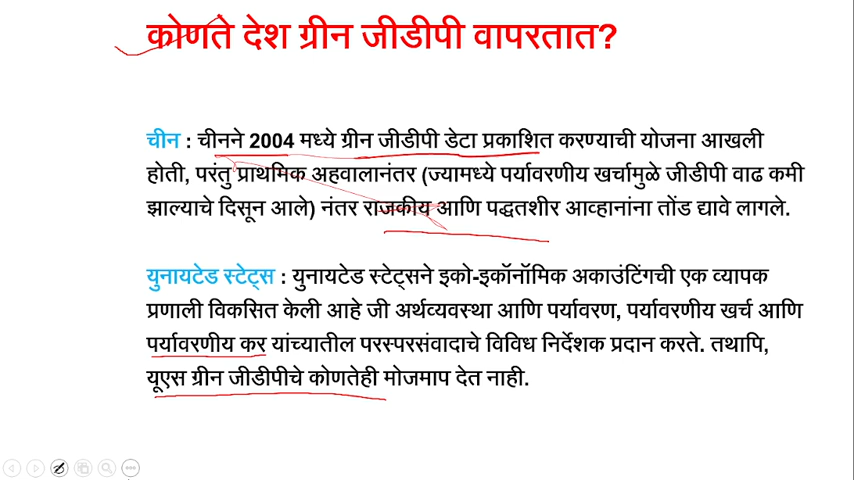 कोणते देश ग्रीन जीडीपी वापरतात?
चीन : चीनने 2004 मध्ये ग्रीन जीडीपी डेटा प्रकाशित करण्याची योजना आखली
होती, परंतु प्राथमिक अहवालानंतर (ज्यामध्ये पर्यावरणीय खर्चामुळे जीडीपी वाढ कमी
झाल्याचे दिसून आले) नंतर राजकीय आणि पद्धतशीर आव्हानांना तोंड द्यावे लागले.
युनायटेड स्टेट्स : युनायटेड स्टेट्सने इको-इकॉनॉमिक अकाउंटिंगची एक व्यापक
प्रणाली विकसित केली आहे जी अर्थव्यवस्था आणि पर्यावरण, पर्यावरणीय खर्च आणि
पर्यावरणीय कर यांच्यातील परस्परसंवादाचे विविध निर्देशक प्रदान करते. तथापि,
यूएस ग्रीन जीडीपीचे कोणतेही मोजमाप देत नाही.